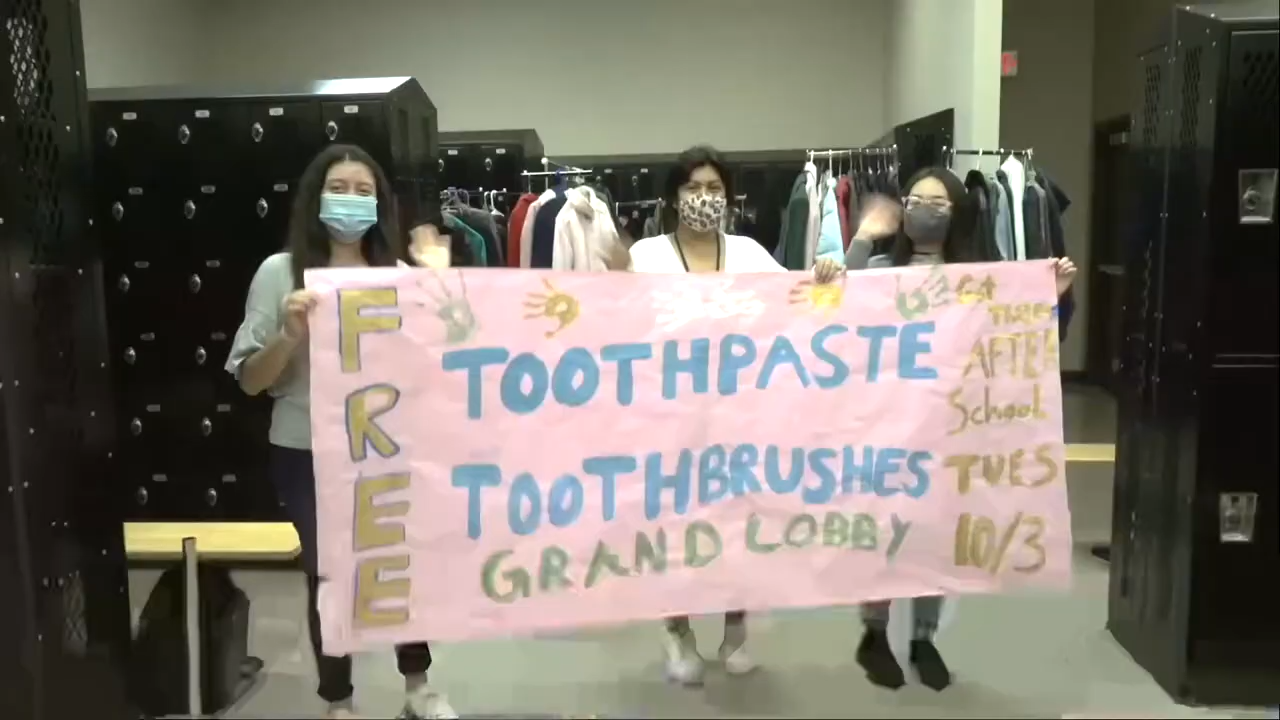 FREE
TOOTHPASTE
TOOTHBRUSHES
GRAND LOBBY
AFTER
School
TUES
10/3